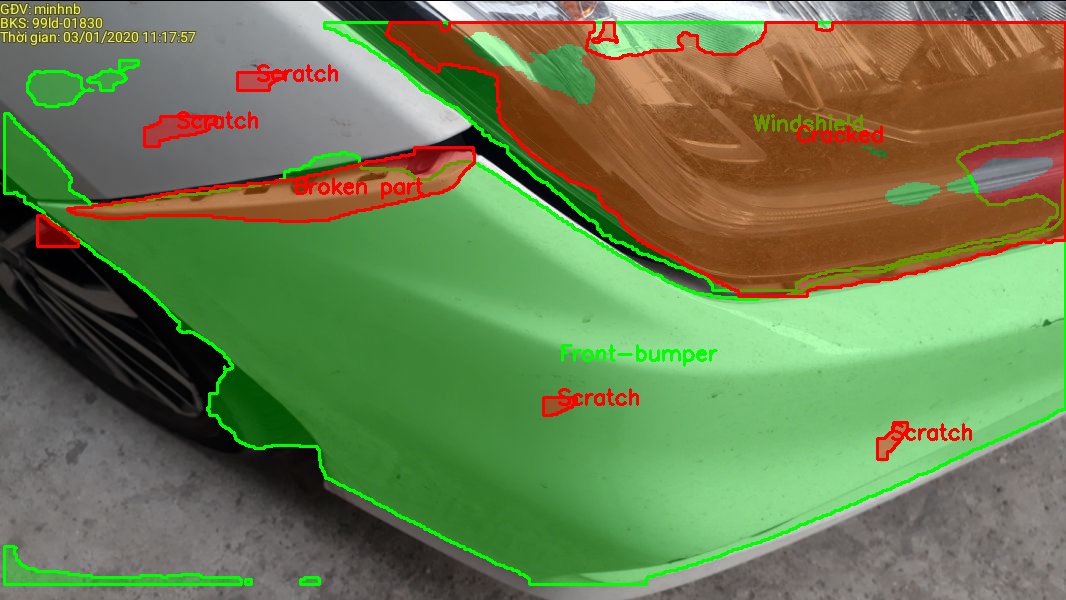 GĐV: minhnb
BKS: 99ld-01830
Thời gian: 03/01/2020 11:17:57
Scratch
Scratch
Windshield
Cracked
Broken part
Front-bumper
Scratch
Scratch